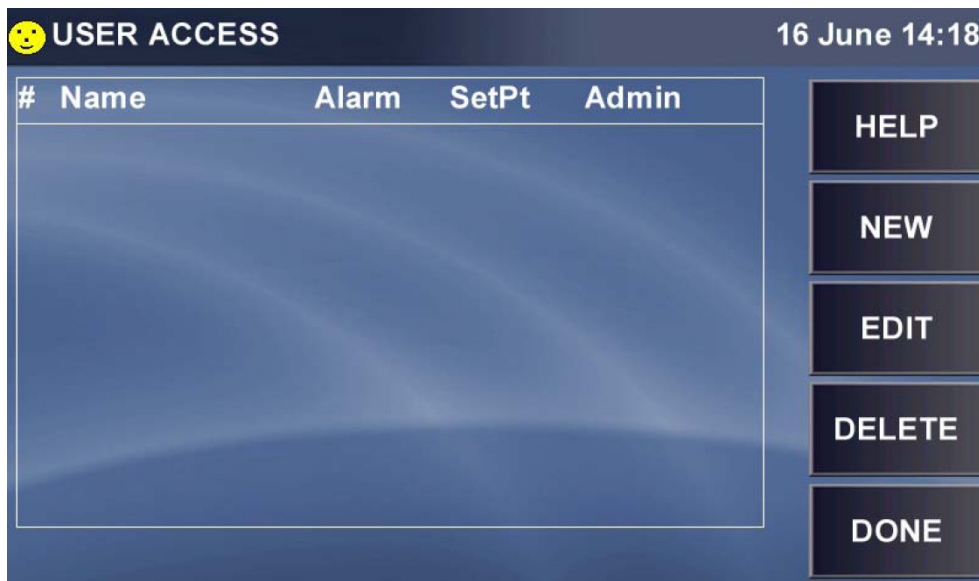 USER ACCESS 16 June 14:18
# Name Alarm SetPt Admin
HELP
NEW
EDIT
DELETE
DONE